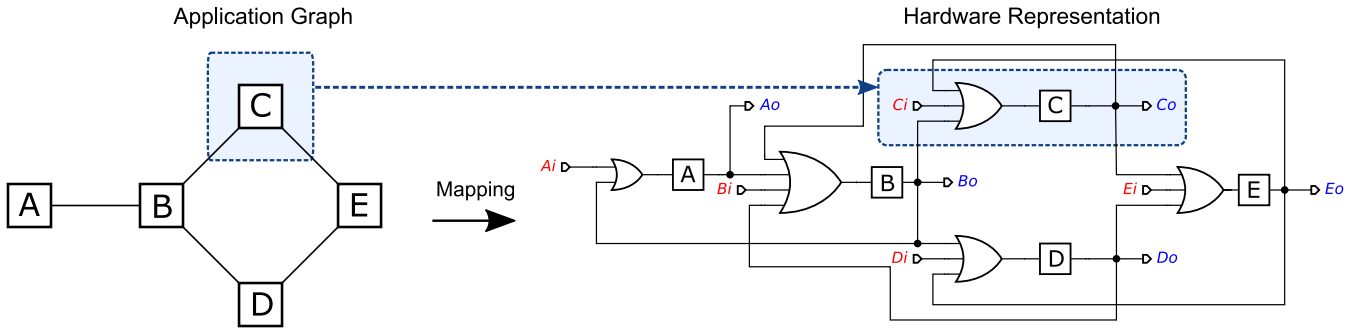 Application Graph
Hardware Representation
C
A
B
E
D
Mapping
Ai
A
Ao
Bi
B
Bo
Ci
C
Co
Di
D
Do
Ei
E
Eo